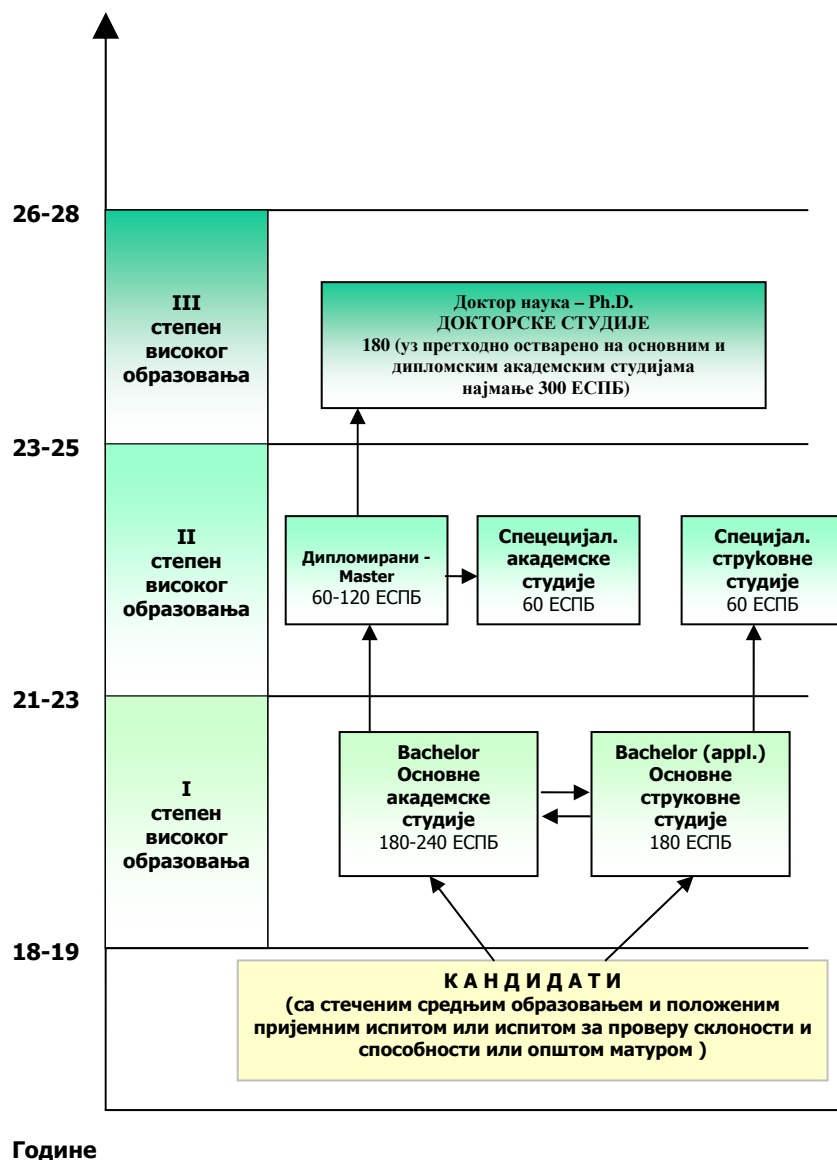 26-28
III
степен
високог
образовања
Доктор наука – Ph.D.
ДОКТОРСКЕ СТУДИЈЕ
180 (уз претходно остварено на основним и
дипломским академским студијама
најмање 300 ЕСПБ)
23-25
II
степен
високог
образовања
Дипломирани -
Master
60-120 ЕСПБ
Спецецијал.
академске
студије
60 ЕСПБ
Специјал.
струковне
студије
60 ЕСПБ
21-23
I
степен
високог
образовања
Bachelor
Основне
академске
студије
180-240 ЕСПБ
Bachelor (appl.)
Основне
струковне
студије
180 ЕСПБ
18-19
К А Н Д И Д А Т И
(са стеченим средњим образовањем и положеним
пријемним испитом или испитом за проверу склоности и
способности или општом матуром )
Године